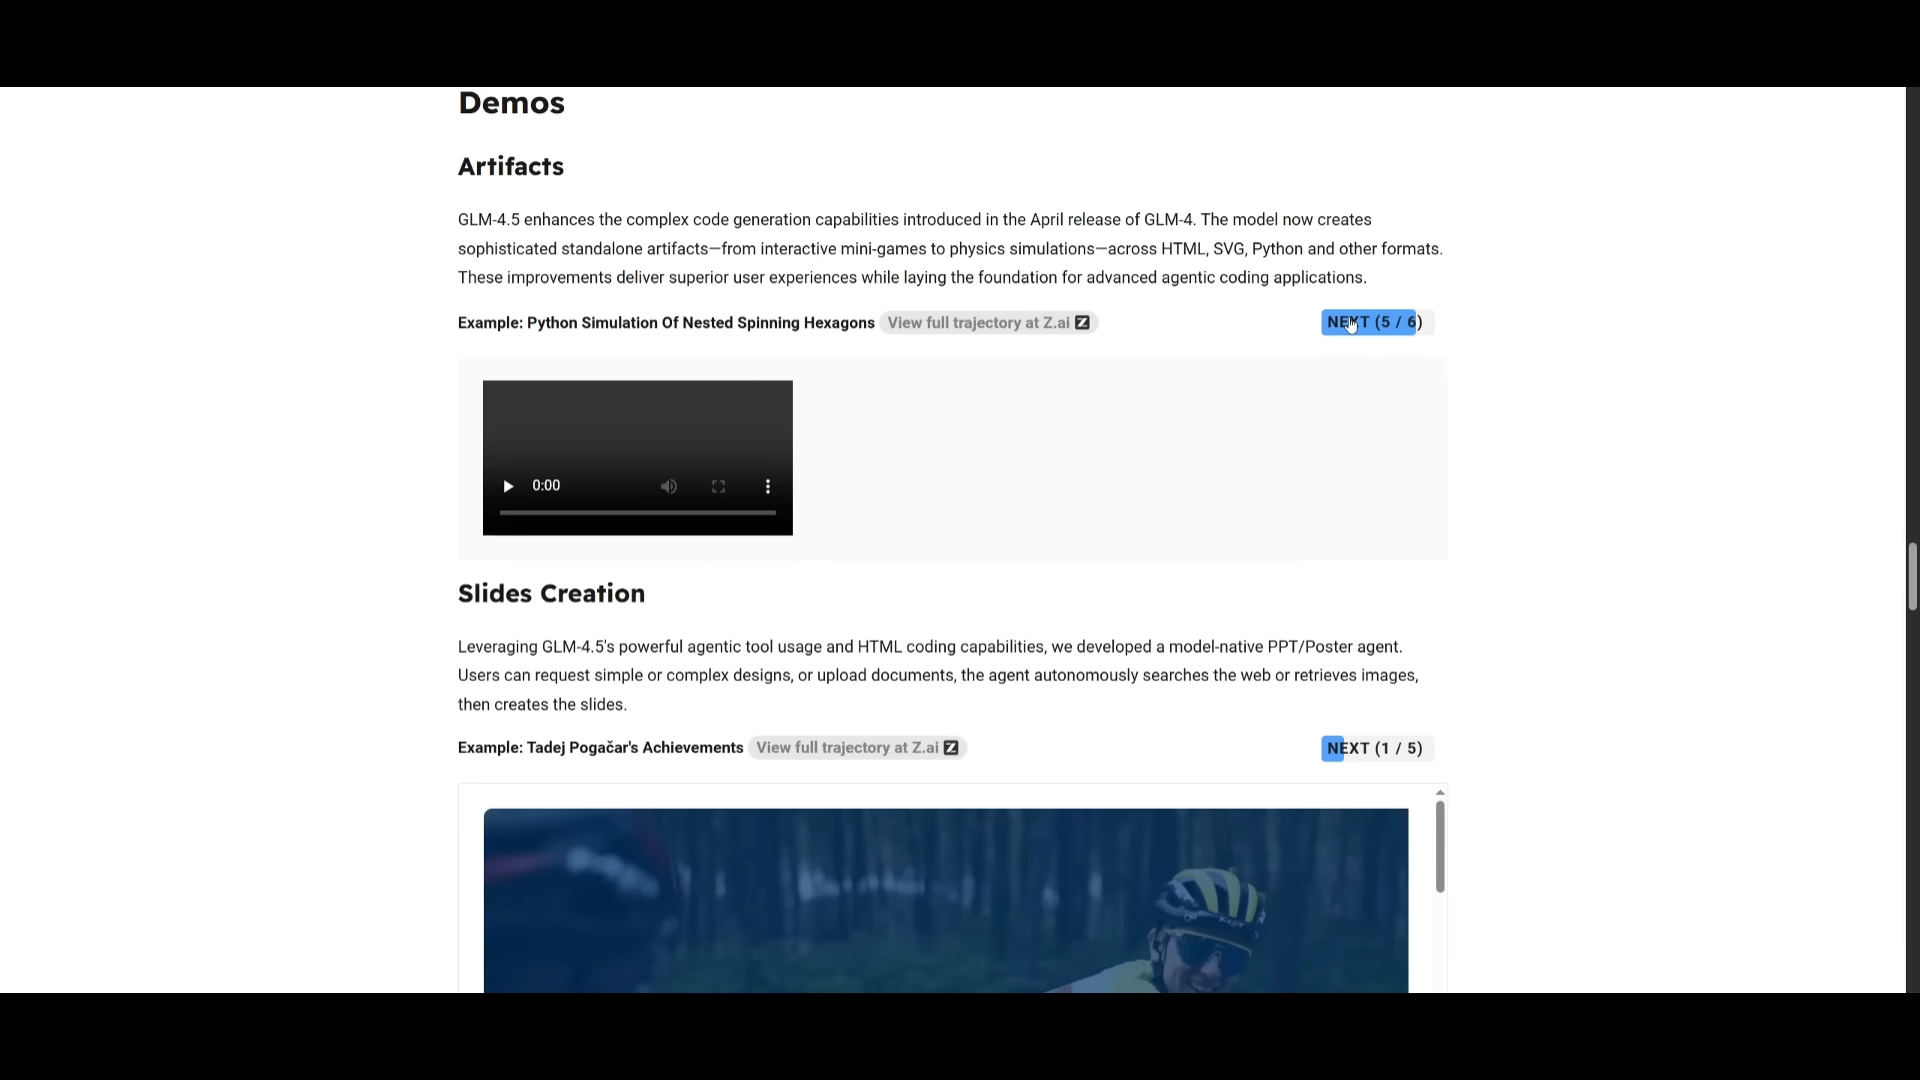 Demos
Artifacts
GLM-4.5 enhances the complex code generation capabilities introduced in the April release of GLM-4. The model now creates
sophisticated standalone artifacts—from interactive mini-games to physics simulations—across HTML, SVG, Python and other formats.
These improvements deliver superior user experiences while laying the foundation for advanced agentic coding applications.
Example: Python Simulation Of Nested Spinning Hexagons View full trajectory at Z.ai Z NEXT (5 / 6)
0:00
Slides Creation
Leveraging GLM-4.5's powerful agentic tool usage and HTML coding capabilities, we developed a model-native PPT/Poster agent.
Users can request simple or complex designs, or upload documents, the agent autonomously searches the web or retrieves images,
then creates the slides.
Example: Tadej Pogačar's Achievements View full trajectory at Z.ai Z NEXT (1 / 5)